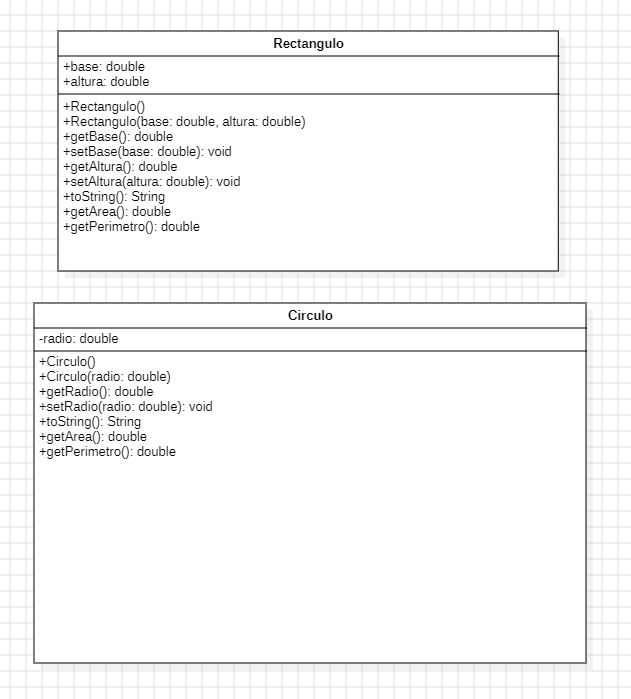 Rectangulo
+base: double
+altura: double
+Rectangulo()
+Rectangulo(base: double, altura: double)
+getBase(): double
+setBase(base: double): void
+getAltura(): double
+setAltura(altura: double): void
+toString(): String
+getArea(): double
+getPerimetro(): double
Circulo
-radio: double
+Circulo()
+Circulo(radio: double)
+getRadio(): double
+setRadio(radio: double): void
+toString(): String
+getArea(): double
+getPerimetro(): double